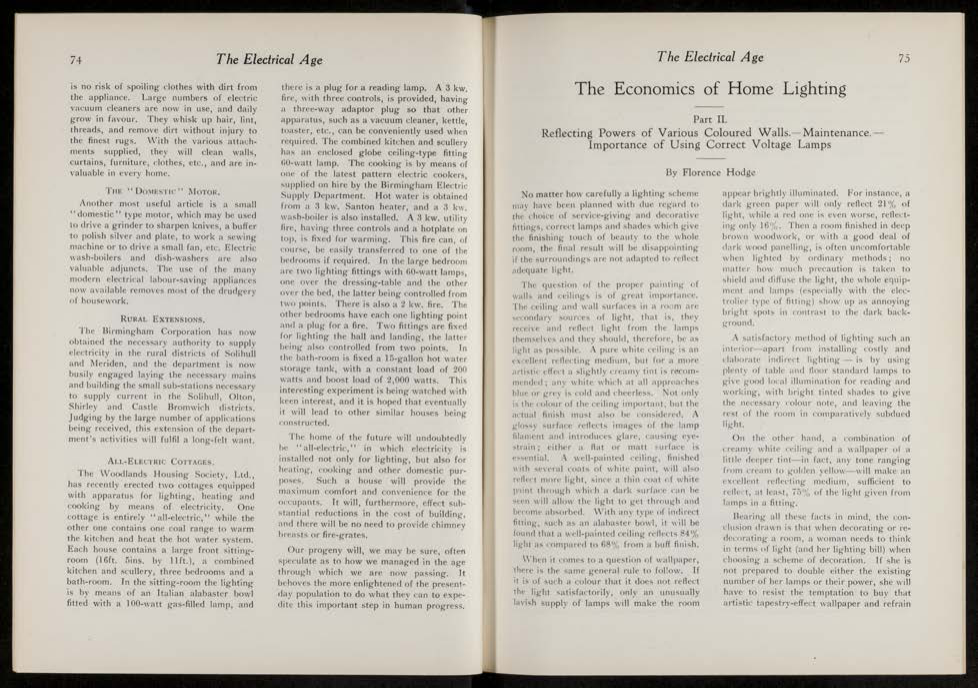 74
The Electrical Age
is no risk of spoiling clothes with dirt from
the appliance. Large numbers of electric
vacuum cleaners are now in use, and daily
grow in favour. They whisk up hair, lint,
threads, and remove dirt without injury to
the finest rugs. With the various attach-
ments supplied, they will clean walls,
curtains, furniture, clothes, etc., and are in-
valuable in every home.
THE "DOMESTIC" MOTOR.
Another most useful article is a small
"domestic" type motor, which may be used
to drive a grinder to sharpen knives, a buffer
to polish silver and plate, to work a sewing
machine or to drive a small fan, etc. Electric
wash-boilers and dish-washers are also
valuable adjuncts. The use of the many
modern electrical labour-saving appliances
now available removes most of the drudgery
of housework.
RURAL EXTENSIONS.
The Birmingham Corporation has now
obtained the necessary authority to supply
electricity in the rural districts of Solihull
and Meriden, and the department is now
busily engaged laying the necessary mains
and building the small sub-stations necessary
to supply current in the Solihull, Olton,
Shirley and Castle Bromwich districts.
Judging by the large number of applications
being received, this extension of the depart-
ment's activities will fulfil a long-felt want.
ALL-ELECTRIC COTTAGES.
The Woodlands Housing Society, Ltd.,
has recently erected two cottages equipped
with apparatus for lighting, heating and
cooking by means of electricity. One
cottage is entirely "all-electric," while the
other one contains one coal range to warm
the kitchen and heat the hot water system.
Each house contains a large front sitting-
room (16ft. 5ins. by 11ft.), a combined
kitchen and scullery, three bedrooms and a
bath-room. In the sitting-room the lighting
is by means of an Italian alabaster bowl
fitted with a 100-watt gas-filled lamp, and
there is a plug for a reading lamp. A 3 kw.
fire, with three controls, is provided, having
a three-way adaptor plug so that other
apparatus, such as a vacuum cleaner, kettle,
toaster, etc., can be conveniently used when
required. The combined kitchen and scullery
has an enclosed globe ceiling-type fitting
60-watt lamp. The cooking is by means of
one of the latest pattern electric cookers,
supplied on hire by the Birmingham Electric
Supply Department. Hot water is obtained
from a 3 kw. Santon heater, and a 3 kw.
wash-boiler is also installed. A 3 kw. utility
fire, having three controls and a hotplate on
top, is fixed for warming. This fire can, of
course, be easily transferred to one of the
bedrooms if required. In the large bedroom
are two lighting fittings with 60-watt lamps,
one over the dressing-table and the other
over the bed, the latter being controlled from
two points. There is also a 2 kw. fire. The
other bedrooms have each one lighting point
and a plug for a fire. Two fittings are fixed
for lighting the hall and landing, the latter
being also controlled from two points. In
the bath-room is fixed a 15-gallon hot water
storage tank, with a constant load of 200
watts and boost load of 2,000 watts. This
interesting experiment is being watched with
keen interest, and it is hoped that eventually
it will lead to other similar houses being
constructed.
The home of the future will undoubtedly
be "all-electric," in which electricity is
installed not only for lighting, but also for
heating, cooking and other domestic pur-
poses. Such a house will provide the
maximum comfort and convenience for the
occupants. It will, furthermore, effect sub-
stantial reductions in the cost of building,
and there will be no need to provide chimney
breasts or fire-grates.
Our progeny will, we may be sure, often
speculate as to how we managed in the age
through which we are now passing. It
behoves the more enlightened of the present-
day population to do what they can to expe-
dite this important step in human progress.
The Electrical Age
75
The Economics of Home Lighting
Part II.
Reflecting Powers of Various Coloured Walls.—Maintenance.—
Importance of Using Correct Voltage Lamps
By Florence Hodge
No matter how carefully a lighting scheme
may have been planned with due regard to
the choice of service-giving and decorative
fittings, correct lamps and shades which give
the finishing touch of beauty to the whole
room, the final result will be disappointing
if the surroundings are not adapted to reflect
adequate light.
The question of the proper painting of
walls and ceilings is of great importance.
The ceiling and wall surfaces in a room are
secondary sources of light, that is, they
receive and reflect light from the lamps
themselves and they should, therefore, be as
light as possible. A pure white ceiling is an
excellent reflecting medium, but for a more
artistic effect a slightly creamy tint is recom-
mended; any white which at all approaches
blue or grey is cold and cheerless. Not only
is the colour of the ceiling important, but the
actual finish must also be considered. A
glossy surface reflects images of the lamp
filament and introduces glare, causing eye-
strain; either a flat or matt surface is
essential. A well-painted ceiling, finished
with several coats of white paint, will also
reflect more light, since a thin coat of white
paint through which a dark surface can be
seen will allow the light to get through and
become absorbed. With any type of indirect
fitting, such as an alabaster bowl, it will be
found that a well-painted ceiling reflects 84%
light as compared to 68% from a buff finish.
When it comes to a question of wallpaper,
there is the same general rule to follow. If
it is of such a colour that it does not reflect
the light satisfactorily, only an unusually
lavish supply of lamps will make the room
appear brightly illuminated. For instance, a
dark green paper will only reflect 21% of
light, while a red one is even worse, reflect-
ing only 16%. Then a room finished in deep
brown woodwork, or with a good deal of
dark wood panelling, is often uncomfortable
when lighted by ordinary methods; no
matter how much precaution is taken to
shield and diffuse the light, the whole equip-
ment and lamps (especially with the elec-
trolier type of fitting) show up as annoying
bright spots in contrast to the dark back-
ground.
A satisfactory method of lighting such an
interior—apart from installing costly and
elaborate indirect lighting — is by using
plenty of table and floor standard lamps to
give good local illumination for reading and
working, with bright tinted shades to give
the necessary colour note, and leaving the
rest of the room in comparatively subdued
light.
On the other hand, a combination of
creamy white ceiling and a wallpaper of a
little deeper tint—in fact, any tone ranging
from cream to golden yellow—will make an
excellent reflecting medium, sufficient to
reflect, at least, 75% of the light given from
lamps in a fitting.
Bearing all these facts in mind, the con-
clusion drawn is that when decorating or re-
decorating a room, a woman needs to think
in terms of light (and her lighting bill) when
choosing a scheme of decoration. If she is
not prepared to double either the existing
number of her lamps or their power, she will
have to resist the temptation to buy that
artistic tapestry-effect wallpaper and refrain